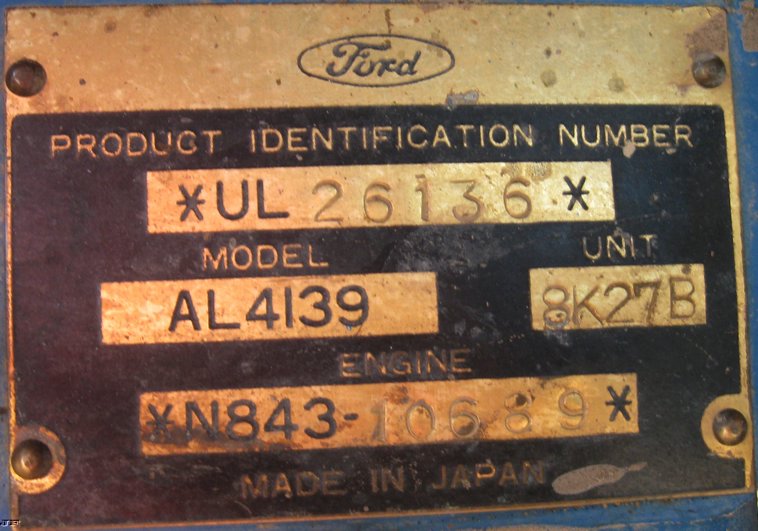 Ford
PRODUCT IDENTIFICATION NUMBER
*UL 26136*
MODEL UNIT
AL4139 8K27B
ENGINE
*N843-10689*
MADE IN JAPAN